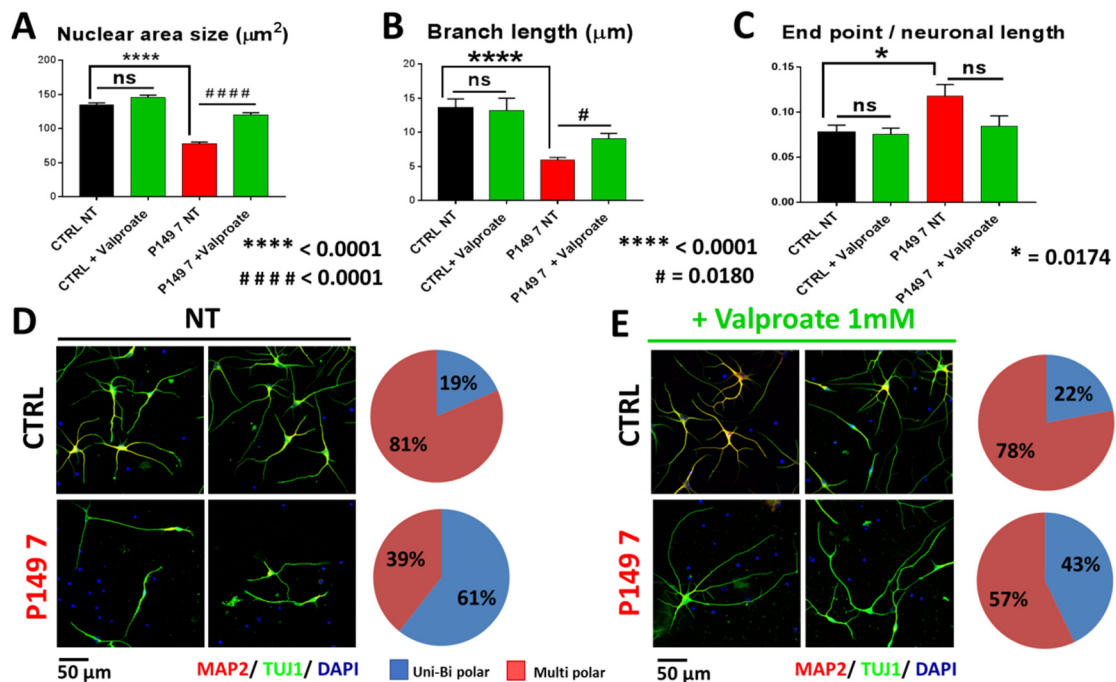 A
Nuclear area size (μm²)
150
100
50
0
****
ns
####
CTRL NT
CTRL + Valproate
P149 7 NT
P149 7 +Valproate
**** < 0.0001
#### < 0.0001
B
Branch length (μm)
20
15
10
5
0
****
ns
#
CTRL NT
CTRL+ Valproate
P149 7 NT
P149 7 + Valproate
**** < 0.0001
# = 0.0180
C
End point / neuronal length
0.15
0.10
0.05
0.00
*
ns
ns
CTRL NT
CTRL + Valproate
P149 7 NT
P149 7 + Valproate
* = 0.0174
D
NT
CTRL
19%
81%
P149 7
39%
61%
50 μm
MAP2/ TUJ1/ DAPI
Uni-Bi polar
Multi polar
E
+ Valproate 1mM
CTRL
22%
78%
P149 7
43%
57%
50 μm
MAP2/ TUJ1/ DAPI